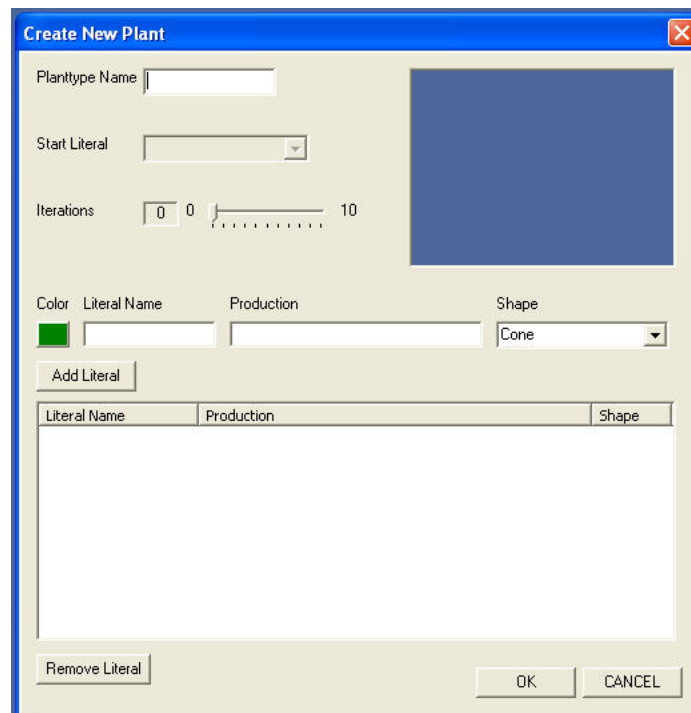 Create New Plant
Planttype Name
Start Literal
Iterations 0 0 10
Color Literal Name Production Shape
Cone
Add Literal
Literal Name Production Shape
Remove Literal
OK CANCEL